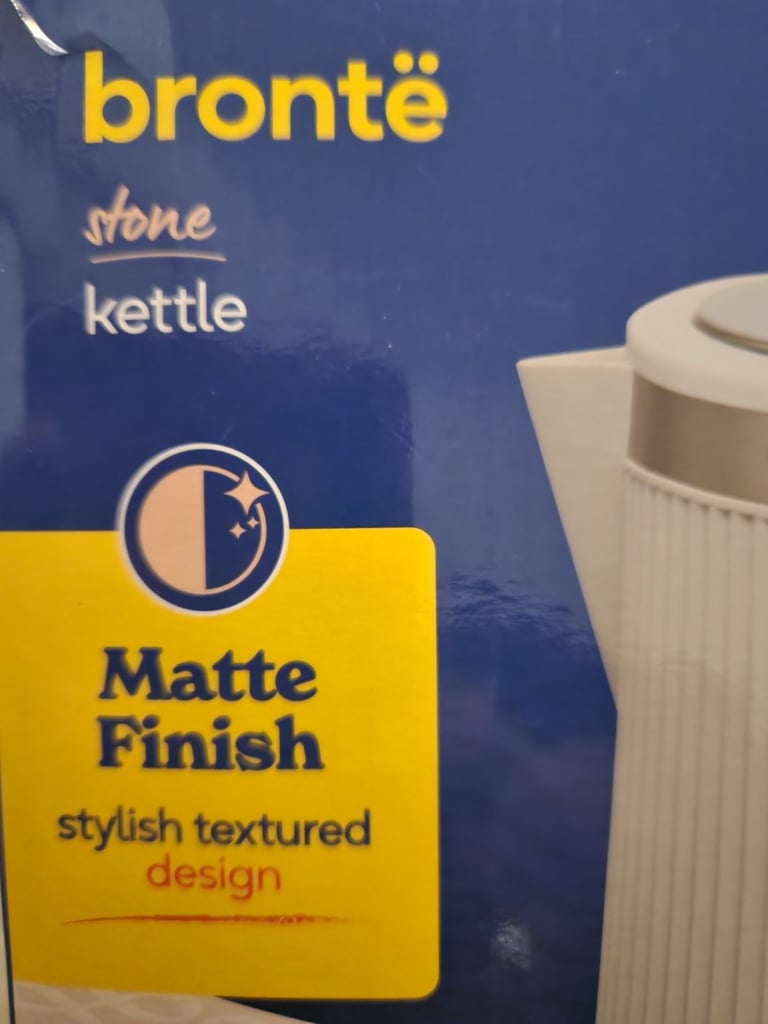 brontë
stone
kettle
Matte
Finish
stylish textured
design